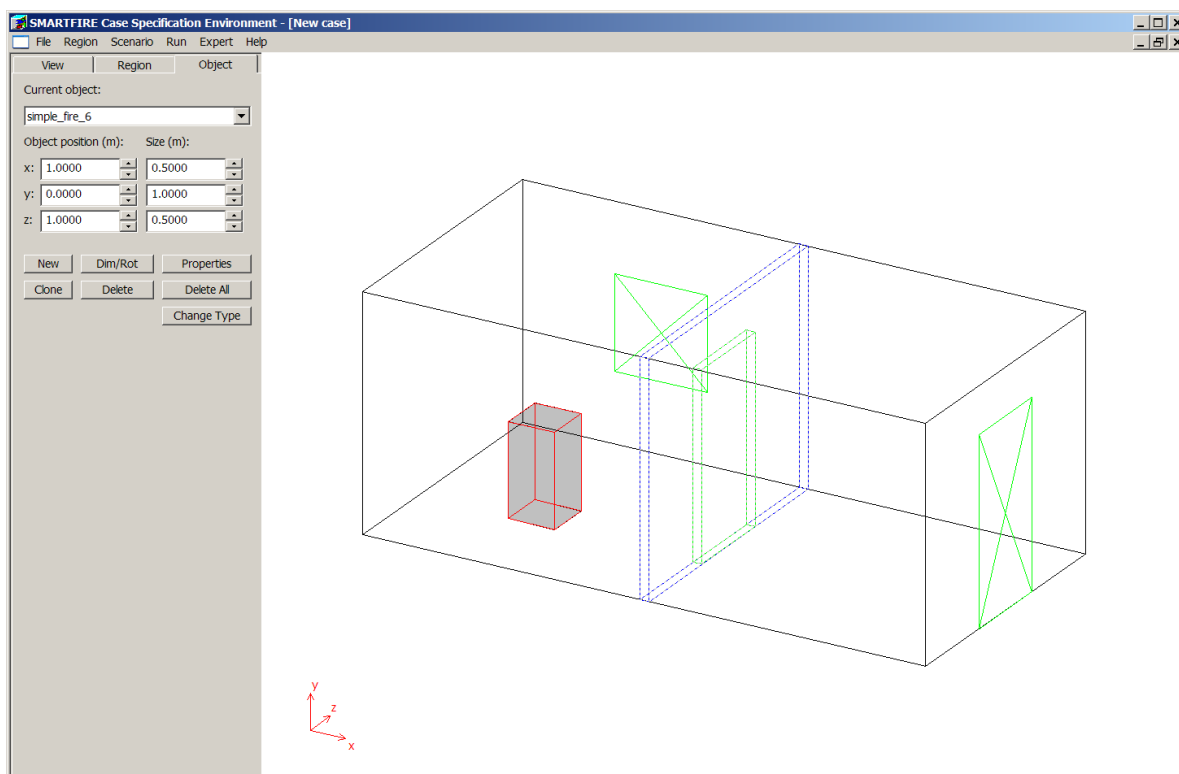 SMARTFIRE Case Specification Environment - [New case]
File Region Scenario Run Expert Help
View Region Object
Current object:
simple_fire_6
Object position (m): Size (m):
x: 1.0000 0.5000
y: 0.0000 1.0000
z: 1.0000 0.5000
New Dim/Rot Properties
Clone Delete Delete All
Change Type
y
z
x